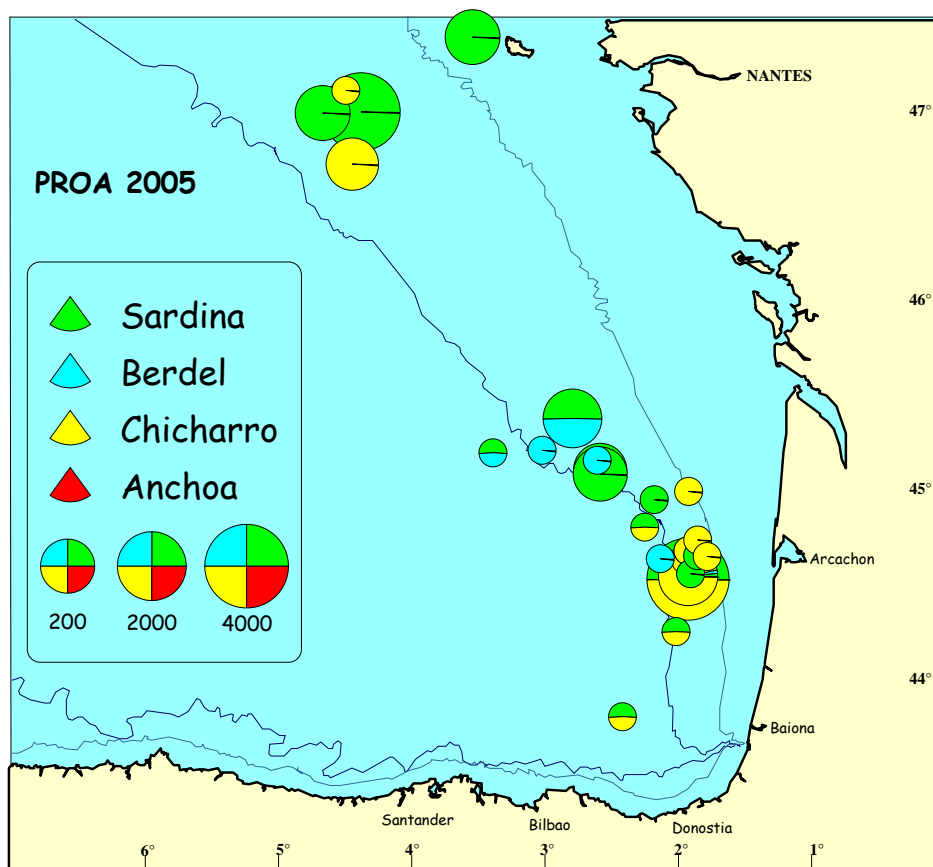 NANTES
47°
PROA 2005
46°
Sardina
Berdel
Chicharro
Anchoa
45°
Arcachon
200 2000 4000
44°
Baiona
Santander Bilbao Donostia
6° 5° 4° 3° 2° 1°